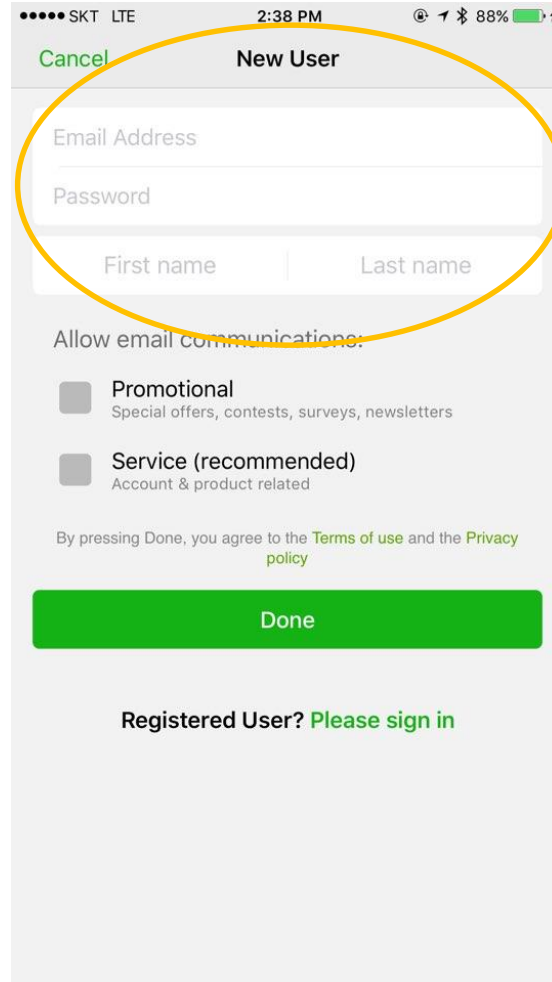 SKT LTE 2:38 PM 88%
Cancel New User
Email Address
Password
First name Last name
Allow email communications:
Promotional
Special offers, contests, surveys, newsletters
Service (recommended)
Account & product related
By pressing Done, you agree to the Terms of use and the Privacy
policy
Done
Registered User? Please sign in